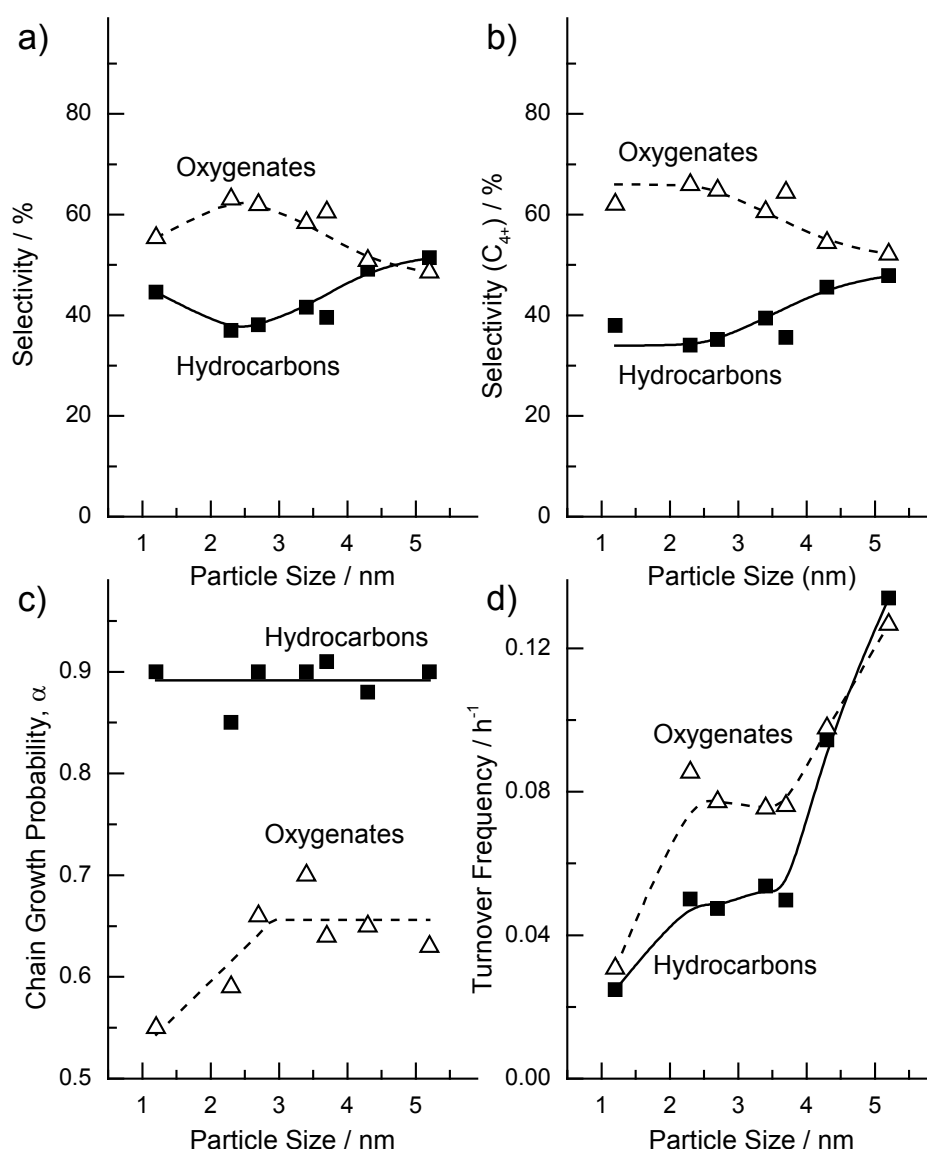 a)
80
60
40
20
0
Selectivity / %
Oxygenates
Hydrocarbons
1 2 3 4 5
Particle Size / nm
b)
80
60
40
20
0
Selectivity (C₄₊) / %
Oxygenates
Hydrocarbons
1 2 3 4 5
Particle Size (nm)
c)
0.9
0.8
0.7
0.6
0.5
Chain Growth Probability, α
Hydrocarbons
Oxygenates
1 2 3 4 5
Particle Size / nm
d)
0.12
0.08
0.04
0.00
Turnover Frequency / h⁻¹
Oxygenates
Hydrocarbons
1 2 3 4 5
Particle Size / nm